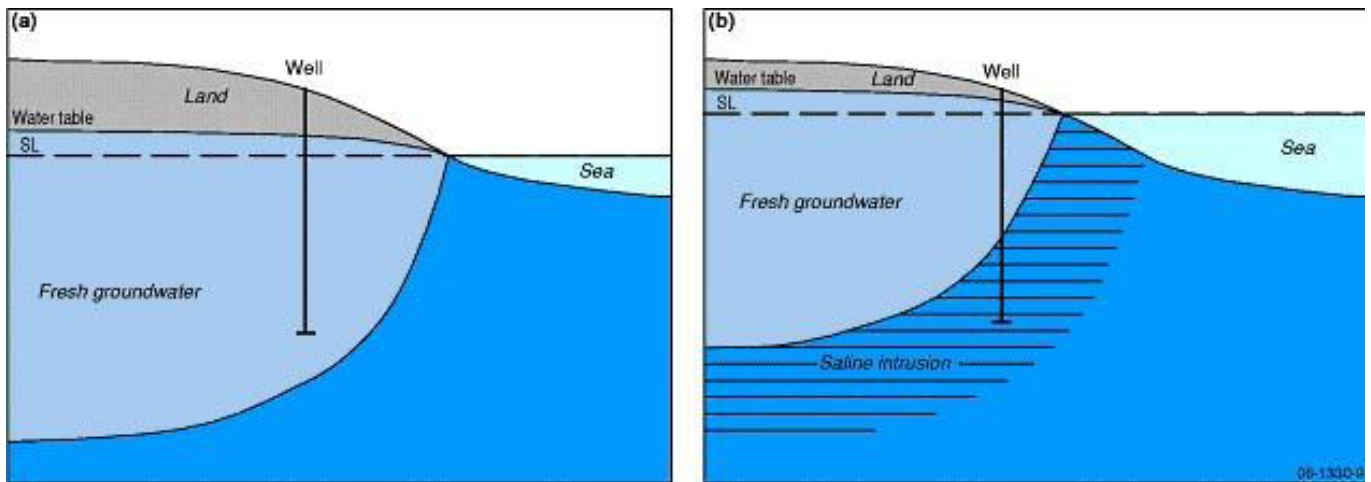 (a)
Well
Land
Water table
SL
Sea
Fresh groundwater
(b)
Well
Water table
Land
SL
Sea
Fresh groundwater
Saline intrusion
06-1330-9